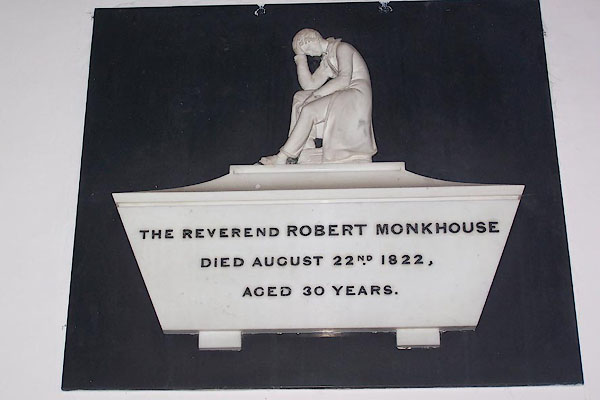 THE REVEREND ROBERT MONKHOUSE
DIED AUGUST 22ND. 1822,
AGED 30 YEARS.